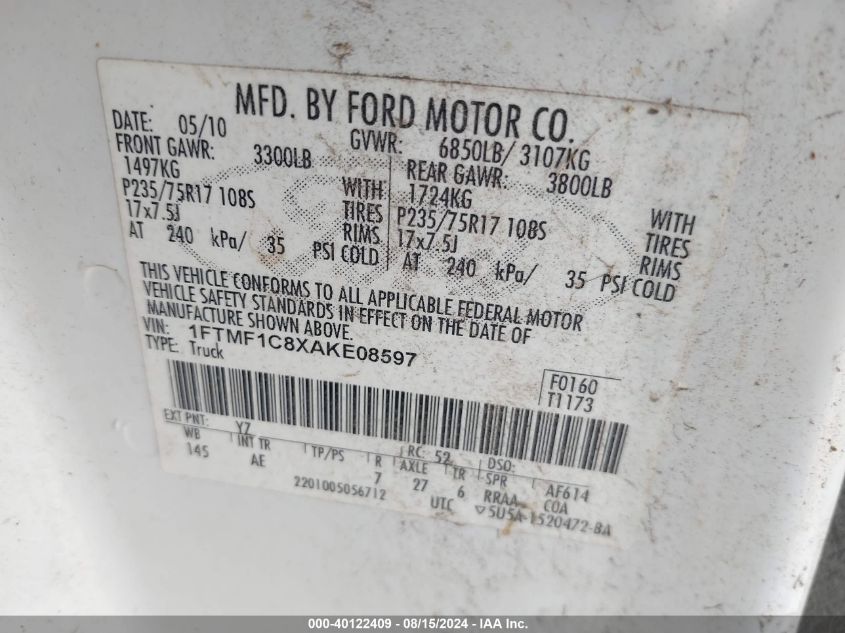 MFD. BY FORD MOTOR CO.
DATE: 05/10 GVWR: 6850LB/ 3107KG
FRONT GAWR: 3300LB REAR GAWR: 3800LB
1497KG WITH 1724KG WITH
P235/75R17 108S TIRES P235/75R17 108S TIRES
17x7.5J RIMS 17x7.5J RIMS
AT 240 kPa/ 35 PSI COLD AT 240 kPa/ 35 PSI COLD
THIS VEHICLE CONFORMS TO ALL APPLICABLE FEDERAL MOTOR
VEHICLE SAFETY STANDARDS IN EFFECT ON THE DATE OF
MANUFACTURE SHOWN ABOVE.
VIN: 1FTMF1C8XAKE08597
TYPE: Truck
F0160
T1173
EXT PNT: YZ RC: 52 DSO:
WB INT TR TP/PS R AXLE TR SPR
145 AE 7 27 6 RRAA AF614
2201005056712 UTC COA
▽5U5A-1520472-BA
000-40122409 - 08/15/2024 - IAA Inc.